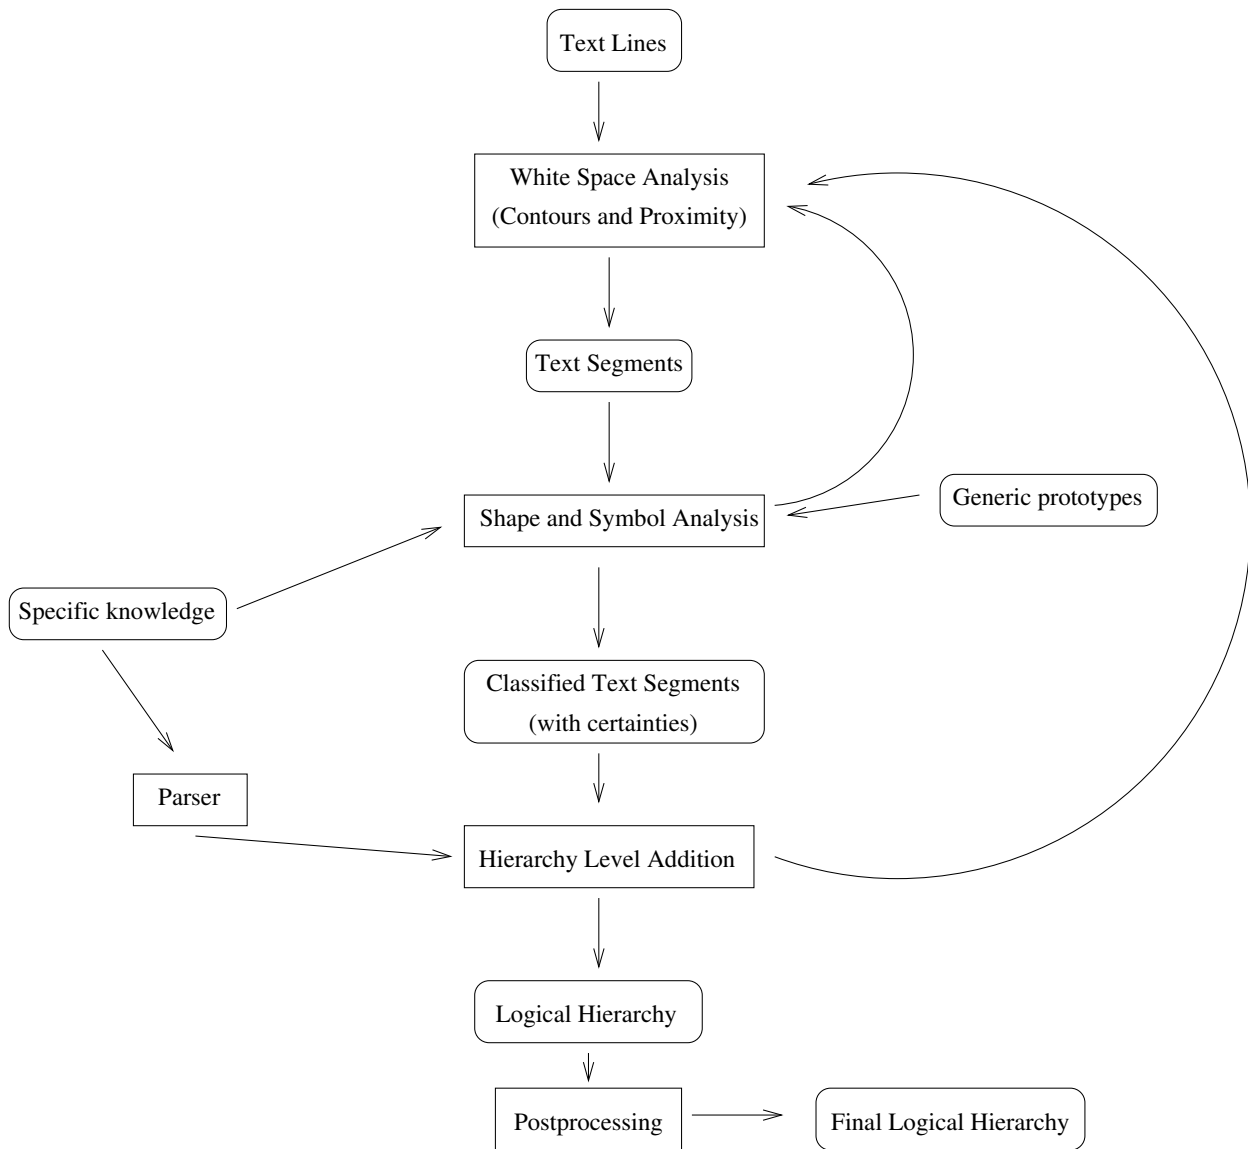 Text Lines
White Space Analysis
(Contours and Proximity)
Text Segments
Generic prototypes
Shape and Symbol Analysis
Specific knowledge
Classified Text Segments
(with certainties)
Parser
Hierarchy Level Addition
Logical Hierarchy
Postprocessing
Final Logical Hierarchy